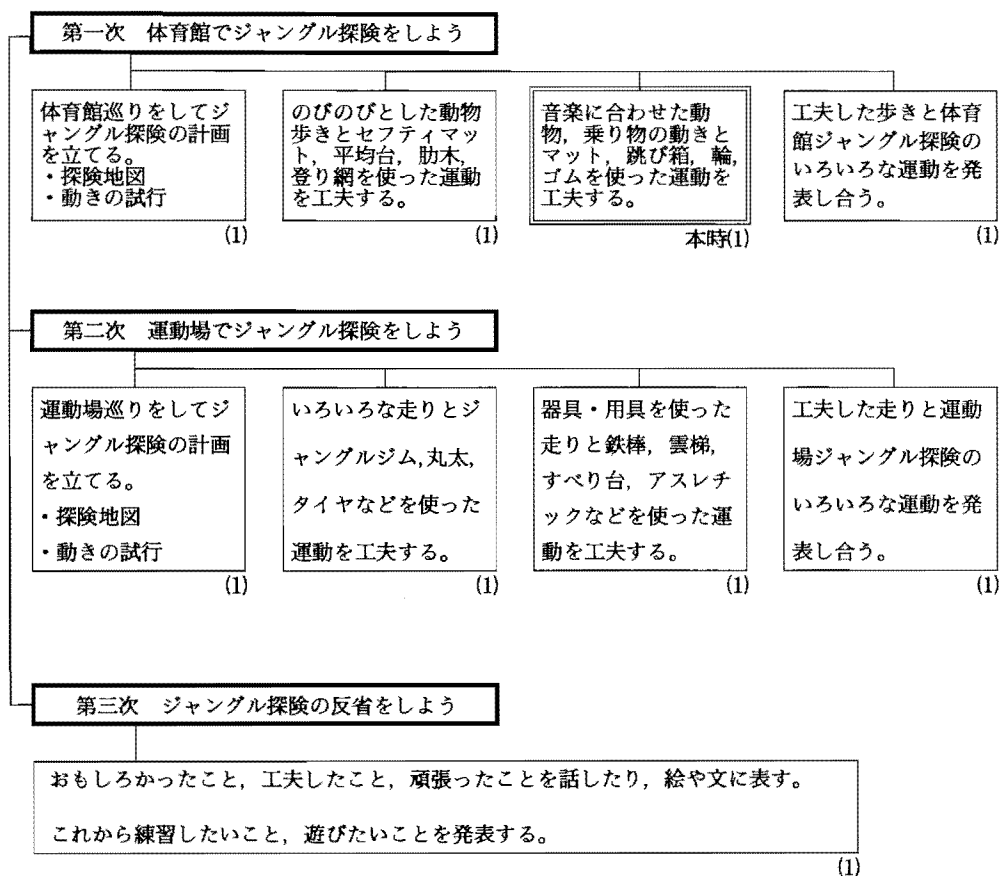 第一次 体育館でジャングル探険をしよう
体育館巡りをしてジ
ャングル探険の計画
を立てる。
・探険地図
・動きの試行
(1)
のびのびとした動物
歩きとセフティマッ
ト，平均台，肋木，
登り網を使った運動
を工夫する。
(1)
音楽に合わせた動
物，乗り物の動きと
マット，跳び箱，輪，
ゴムを使った運動を
工夫する。
本時(1)
工夫した歩きと体育
館ジャングル探険の
いろいろな運動を発
表し合う。
(1)
第二次 運動場でジャングル探険をしよう
運動場巡りをしてジ
ャングル探険の計画
を立てる。
・探険地図
・動きの試行
(1)
いろいろな走りとジ
ャングルジム,丸太,
タイヤなどを使った
運動を工夫する。
(1)
器具・用具を使った
走りと鉄棒，雲梯，
すべり台，アスレチ
ックなどを使った運
動を工夫する。
(1)
工夫した走りと運動
場ジャングル探険の
いろいろな運動を発
表し合う。
(1)
第三次 ジャングル探険の反省をしよう
おもしろかったこと，工夫したこと，頑張ったことを話したり，絵や文に表す。
これから練習したいこと，遊びたいことを発表する。
(1)